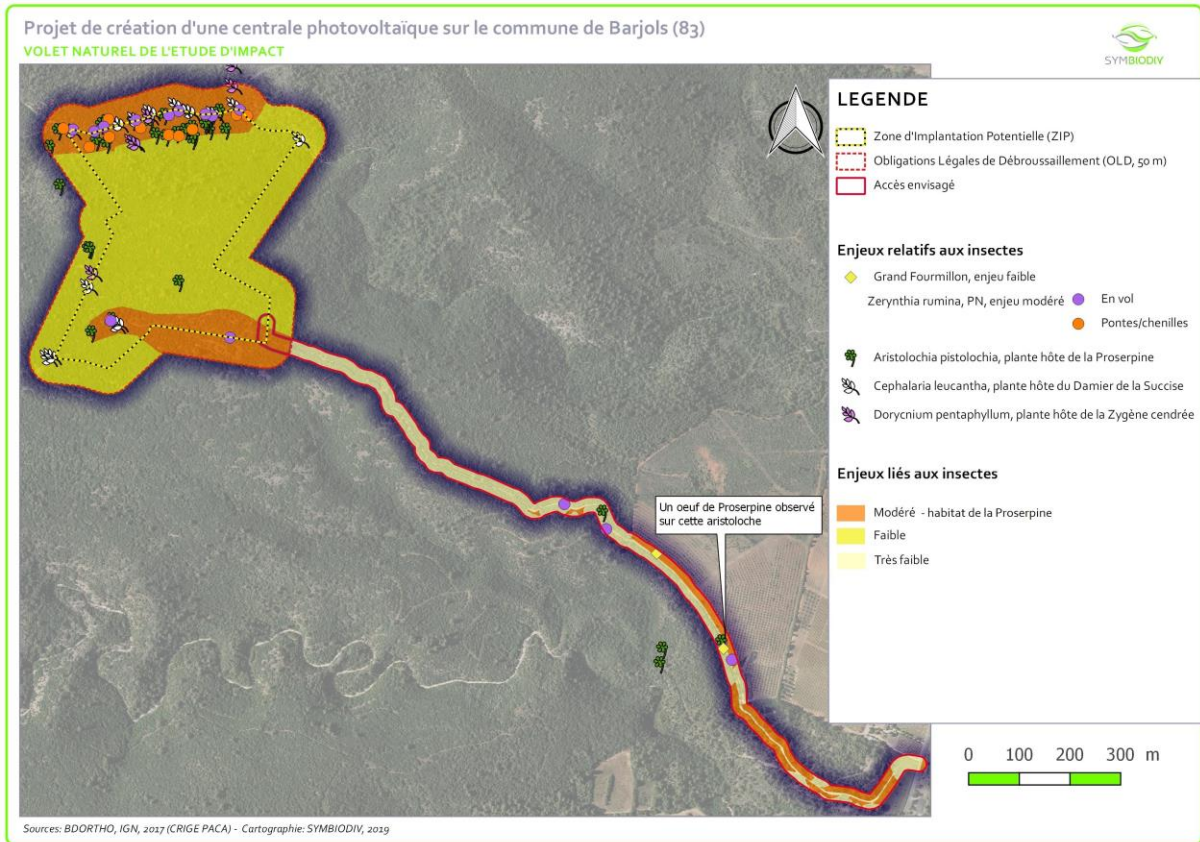 Projet de création d'une centrale photovoltaïque sur le commune de Barjols (83)
VOLET NATUREL DE L'ETUDE D'IMPACT
SYMBIODIV
LEGENDE
Zone d'Implantation Potentielle (ZIP)
Obligations Légales de Débroussaillement (OLD, 50 m)
Accès envisagé
Enjeux relatifs aux insectes
Grand Fourmillon, enjeu faible
Zerynthia rumina, PN, enjeu modéré
En vol
Pontes/chenilles
Aristolochia pistolochia, plante hôte de la Proserpine
Cephalaria leucantha, plante hôte du Damier de la Succise
Dorycnium pentaphyllum, plante hôte de la Zygène cendrée
Enjeux liés aux insectes
Modéré - habitat de la Proserpine
Faible
Très faible
Un oeuf de Proserpine observé
sur cette aristoloche
0 100 200 300 m
Sources: BDORTHO, IGN, 2017 (CRIGE PACA) - Cartographie: SYMBIODIV, 2019